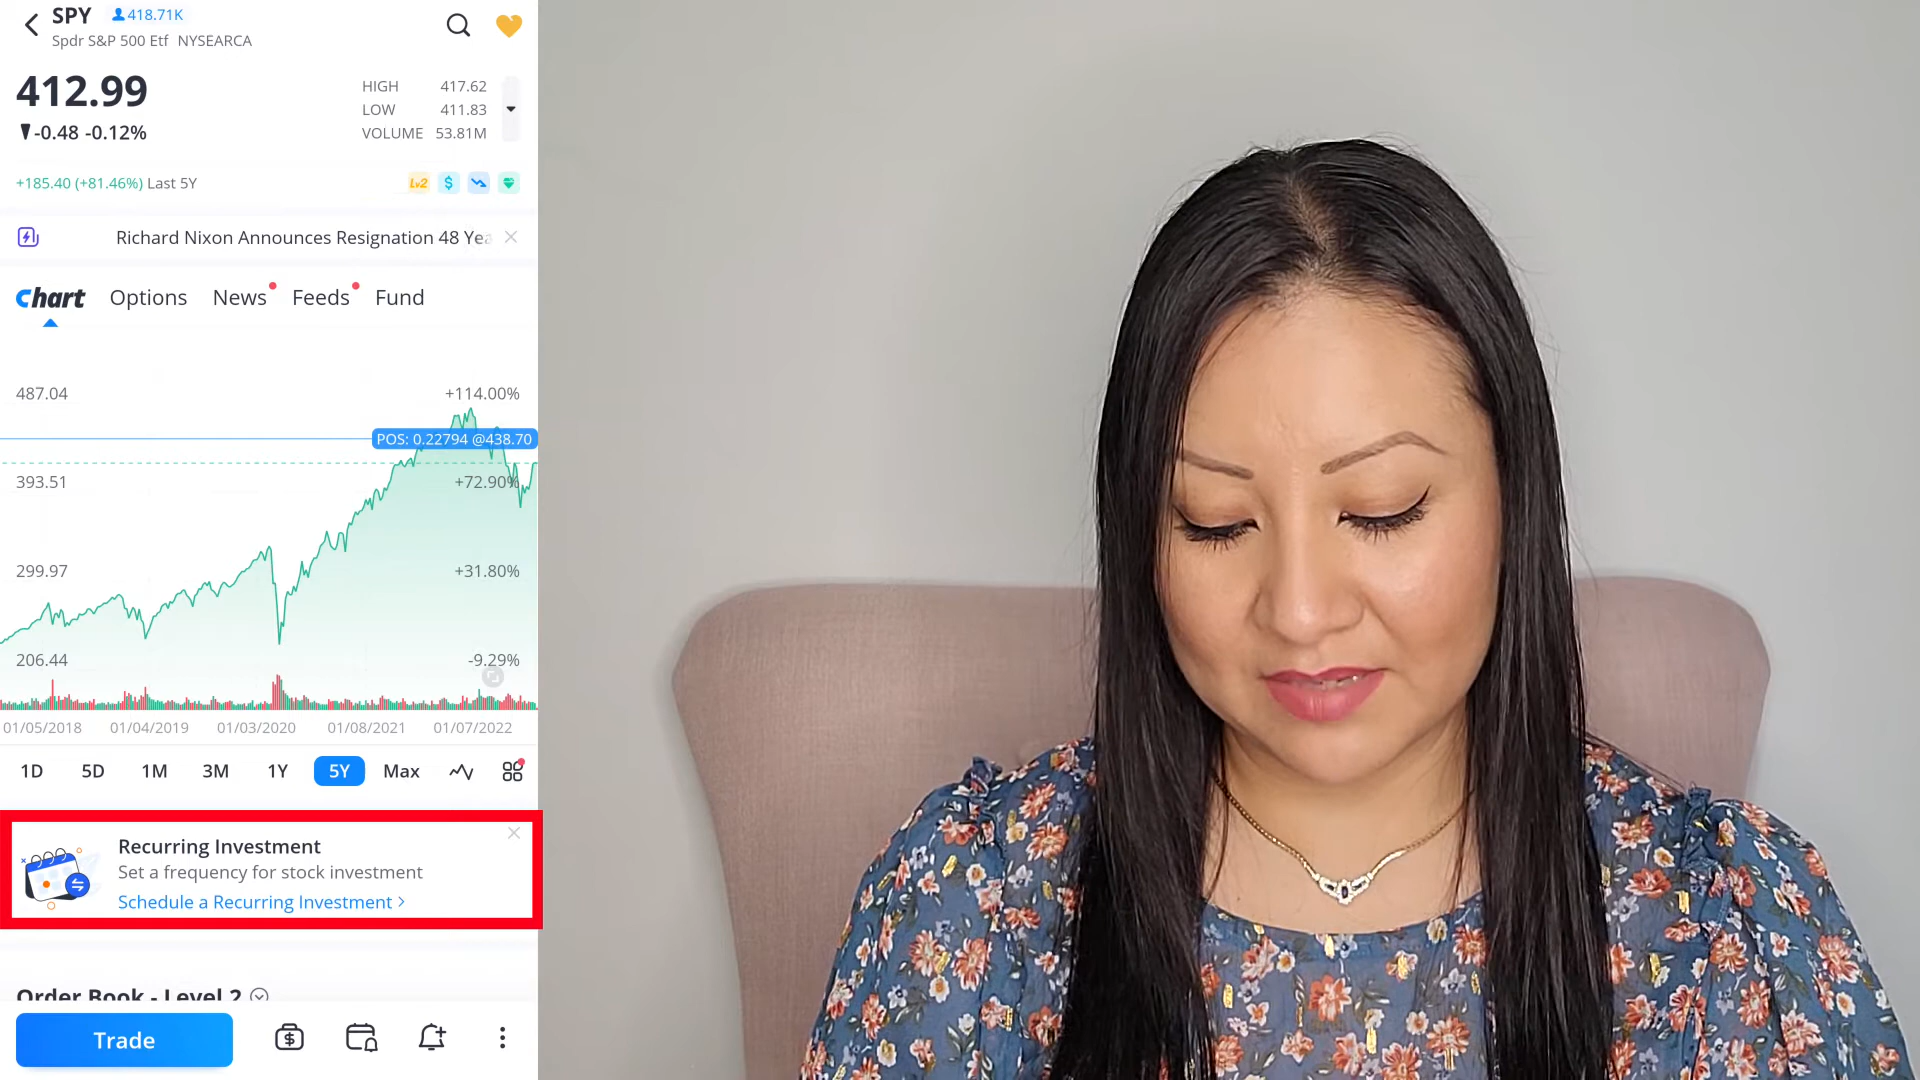 SPY 418.71K
Spdr S&P 500 Etf NYSEARCA
412.99
-0.48 -0.12%
HIGH 417.62
LOW 411.83
VOLUME 53.81M
+185.40 (+81.46%) Last 5Y
Lv2 $
Richard Nixon Announces Resignation 48 Yea
Chart Options News Feeds Fund
487.04 +114.00%
POS: 0.22794 @438.70
393.51 +72.90%
299.97 +31.80%
206.44 -9.29%
01/05/2018 01/04/2019 01/03/2020 01/08/2021 01/07/2022
1D 5D 1M 3M 1Y 5Y Max
Recurring Investment
Set a frequency for stock investment
Schedule a Recurring Investment >
Order Book - Level 2
Trade